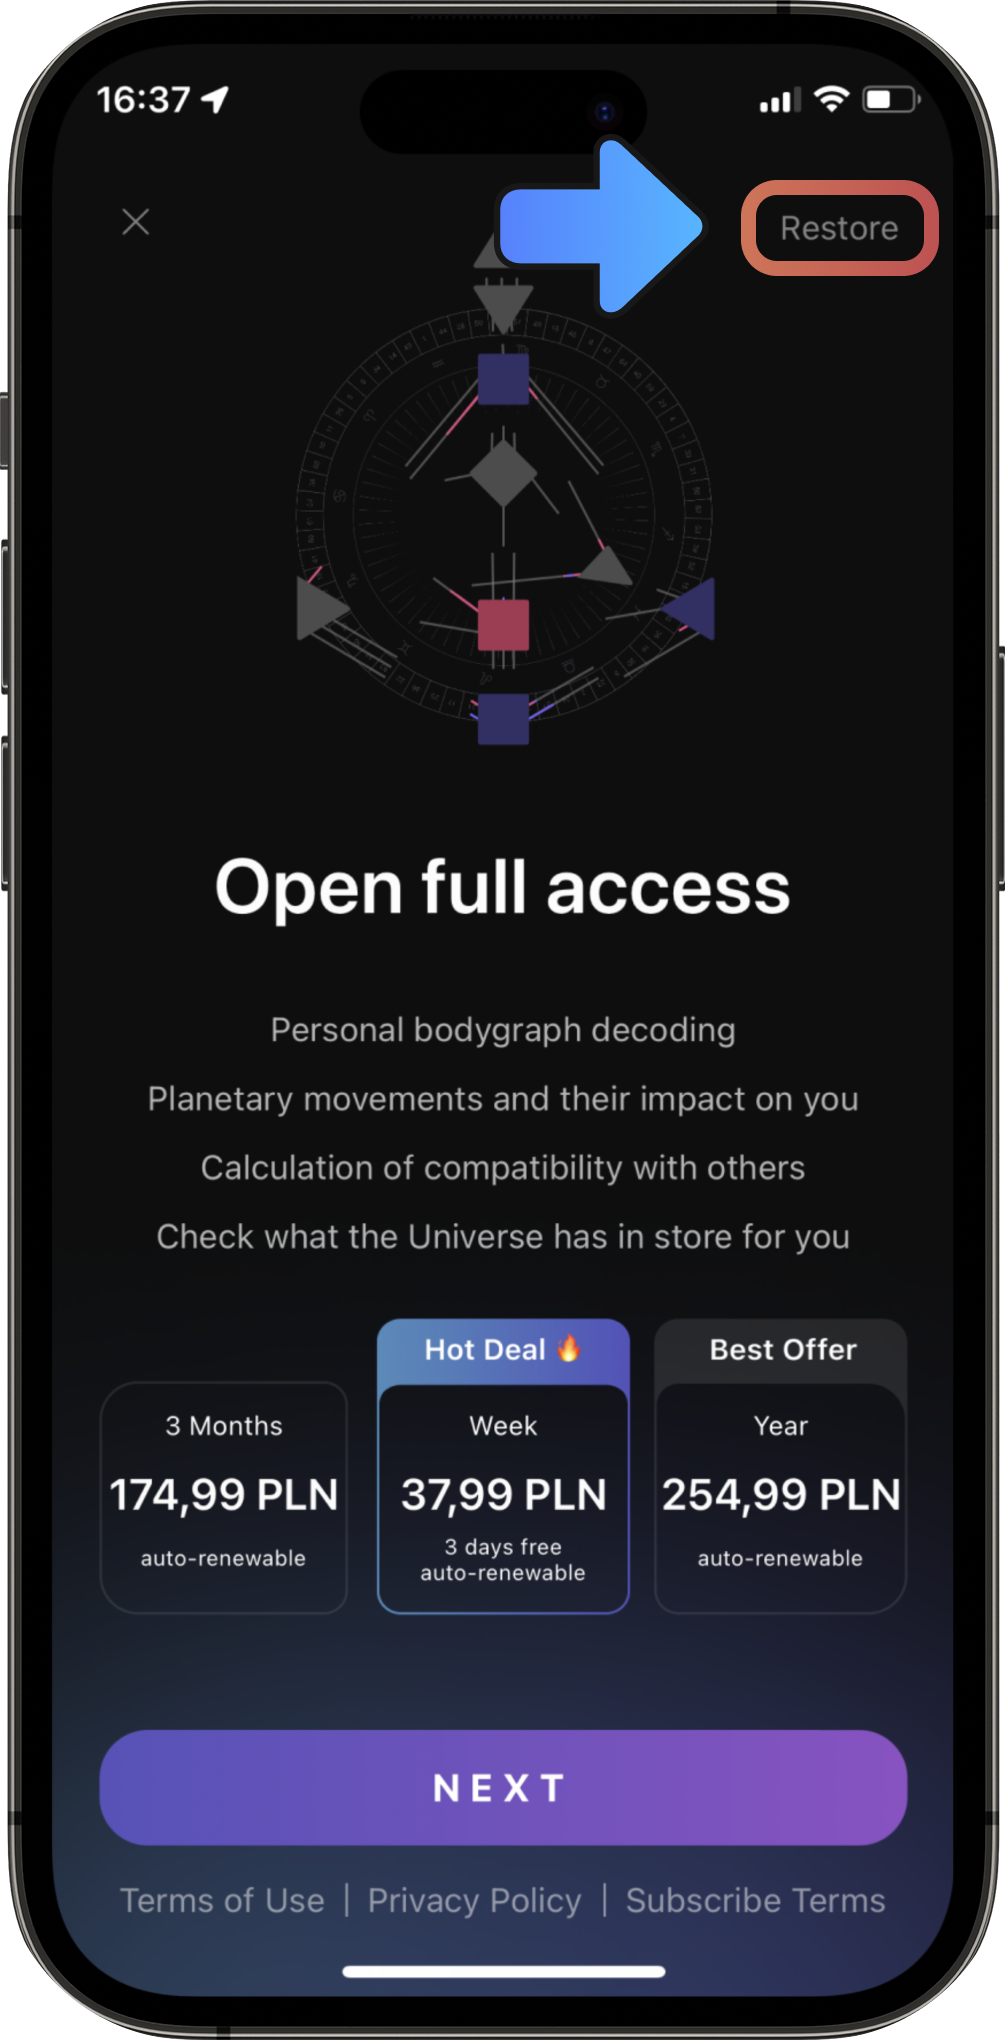 16:37
Restore
Open full access
Personal bodygraph decoding
Planetary movements and their impact on you
Calculation of compatibility with others
Check what the Universe has in store for you
Hot Deal 🔥
Best Offer
3 Months
Week
Year
174,99 PLN
37,99 PLN
254,99 PLN
auto-renewable
3 days free
auto-renewable
auto-renewable
NEXT
Terms of Use | Privacy Policy | Subscribe Terms